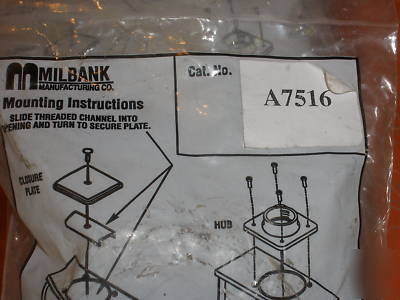 MILBANK
MANUFACTURING CO.
Cat. No.
A7516
Mounting Instructions
SLIDE THREADED CHANNEL INTO
OPENING AND TURN TO SECURE PLATE.
CLOSURE
PLATE
HUB